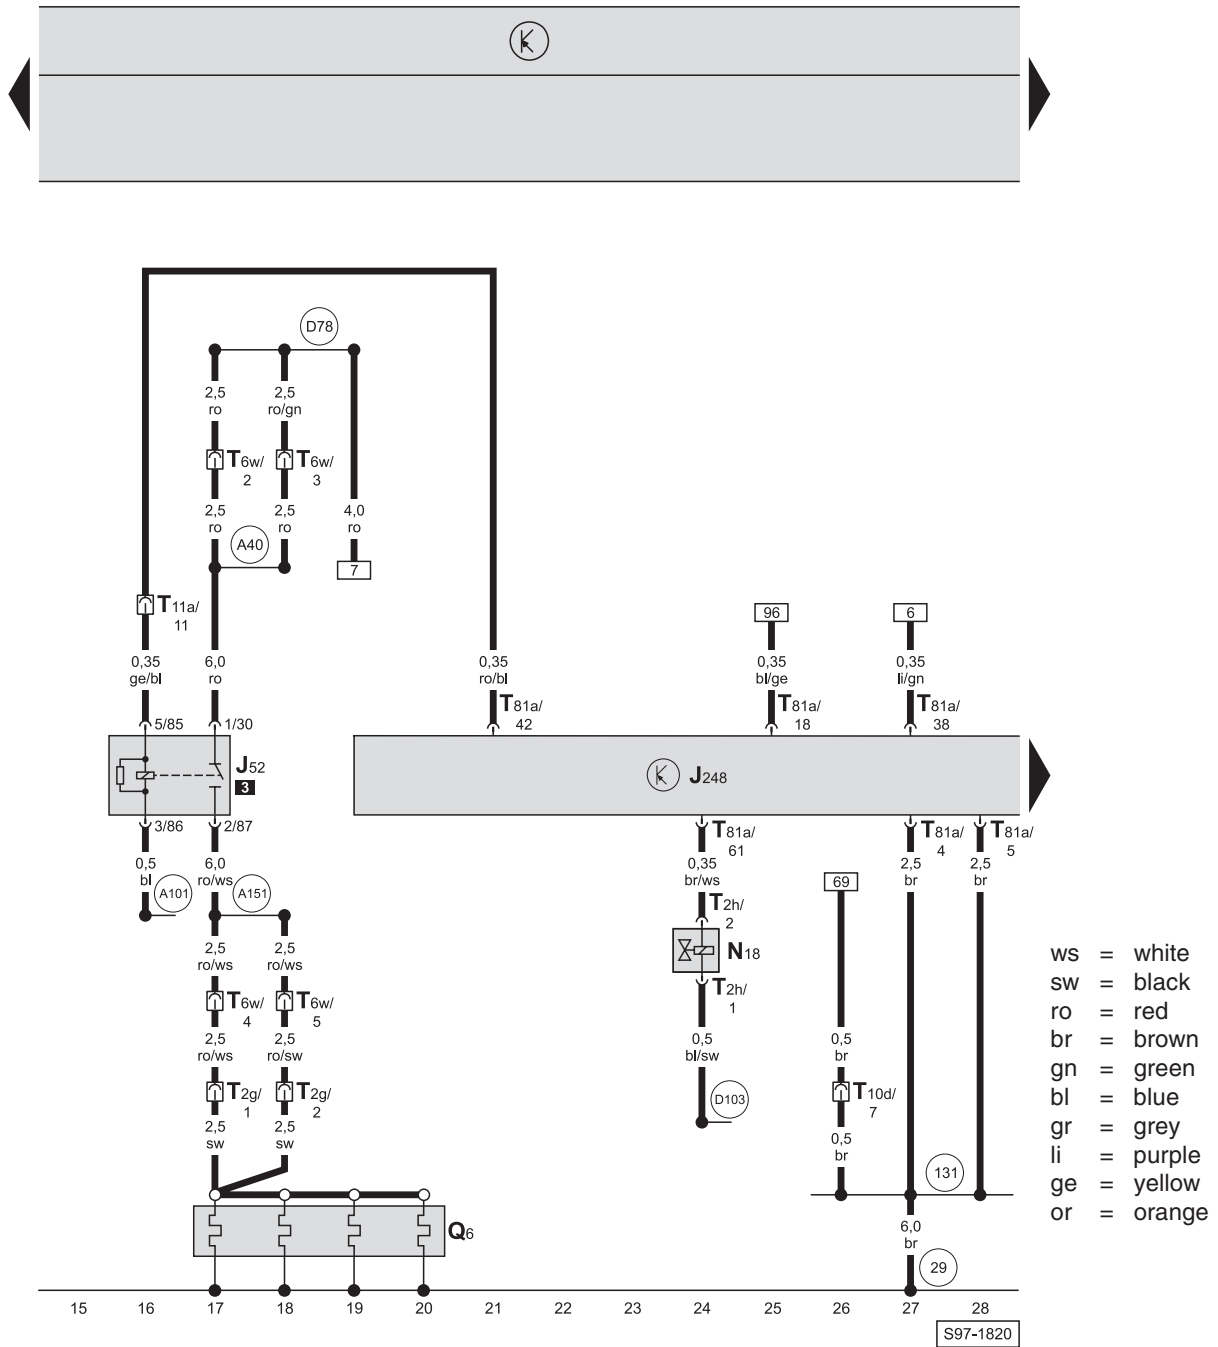 D78
2,5
ro
2,5
ro/gn
T6w/
2
T6w/
3
2,5
ro
2,5
ro
4,0
ro
A40
7
T11a/
11
96
6
0,35
ge/bl
6,0
ro
0,35
ro/bl
0,35
bl/ge
0,35
li/gn
T81a/
42
T81a/
18
T81a/
38
5/85
1/30
J52
3
J248
3/86
2/87
T81a/
61
T81a/
4
T81a/
5
0,5
bl
6,0
ro/ws
0,35
br/ws
2,5
br
2,5
br
A101
A151
69
T2h/
2
2,5
ro/ws
2,5
ro/ws
N18
T6w/
4
T6w/
5
T2h/
1
2,5
ro/ws
2,5
ro/sw
0,5
bl/sw
0,5
br
T2g/
1
T2g/
2
D103
T10d/
7
2,5
sw
2,5
sw
0,5
br
131
Q6
6,0
br
29
ws = white
sw = black
ro = red
br = brown
gn = green
bl = blue
gr = grey
li = purple
ge = yellow
or = orange
15 16 17 18 19 20 21 22 23 24 25 26 27 28
S97-1820